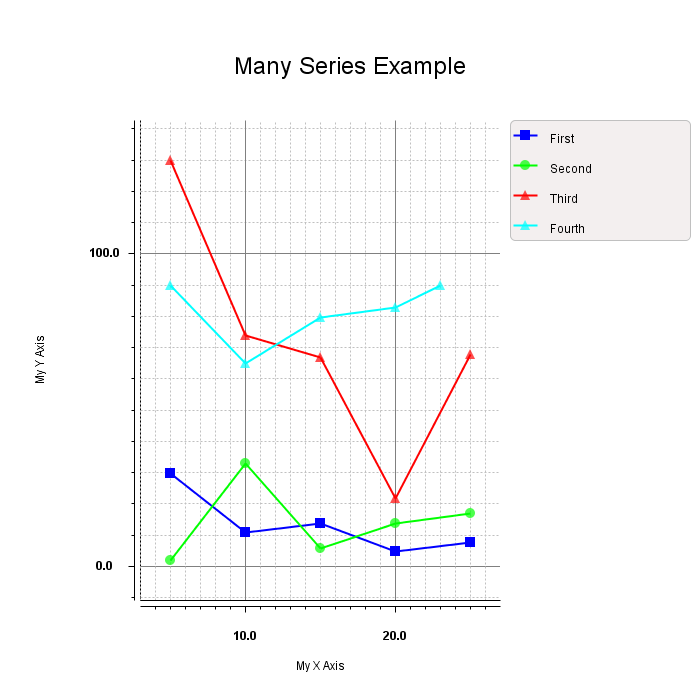 Many Series Example
First
Second
Third
Fourth
100.0
My Y Axis
0.0
10.0 20.0
My X Axis